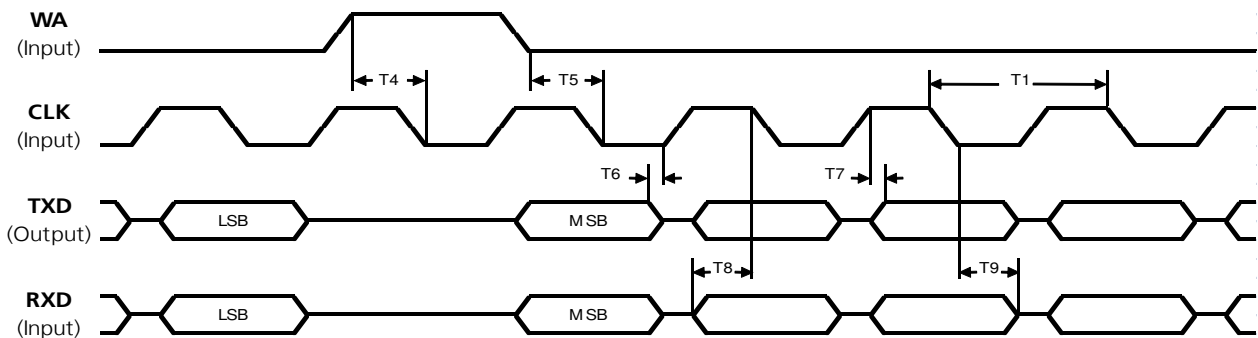 WA
(Input)
T4
T5
T1
CLK
(Input)
T6
T7
TXD
(Output)
LSB
MSB
T8
T9
RXD
(Input)
LSB
MSB